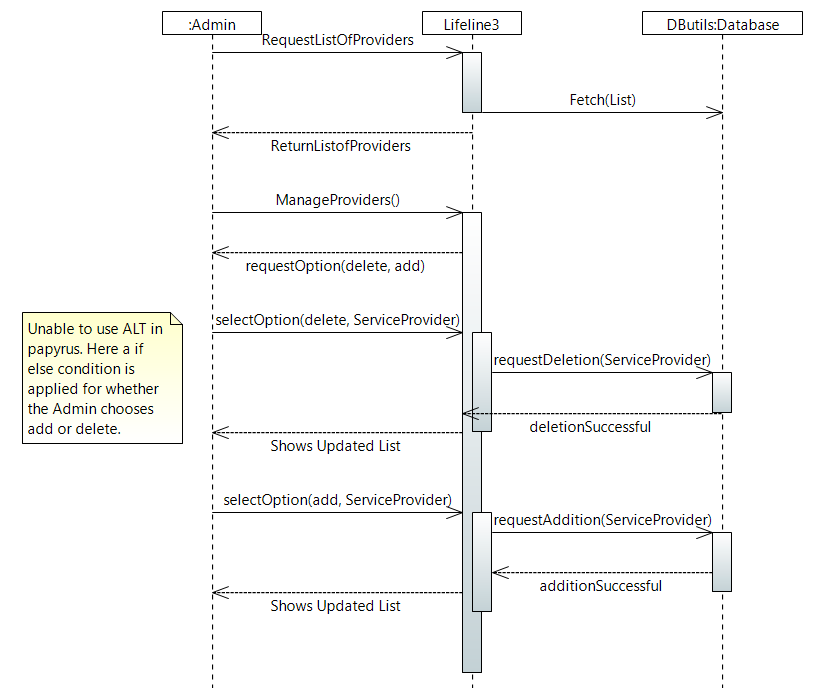 :Admin
Lifeline3
DButils:Database
RequestListOfProviders
Fetch(List)
ReturnListofProviders
ManageProviders()
requestOption(delete, add)
Unable to use ALT in
papyrus. Here a if
else condition is
applied for whether
the Admin chooses
add or delete.
selectOption(delete, ServiceProvider)
requestDeletion(ServiceProvider)
deletionSuccessful
Shows Updated List
selectOption(add, ServiceProvider)
requestAddition(ServiceProvider)
additionSuccessful
Shows Updated List